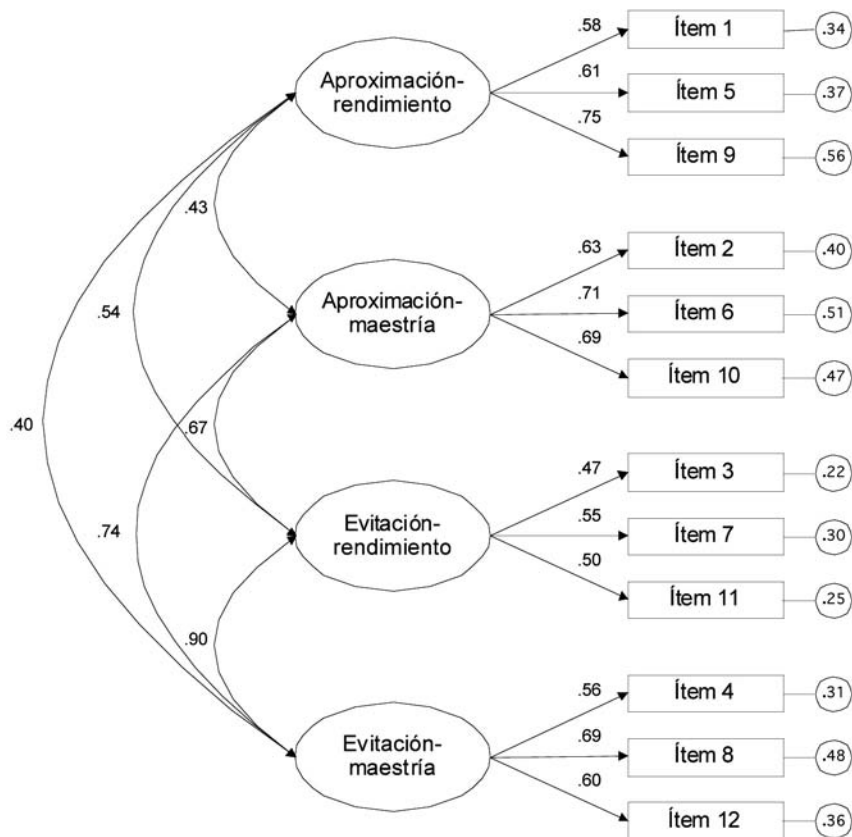 .58
Ítem 1
.34
Aproximación-
rendimiento
.61
Ítem 5
.37
.75
Ítem 9
.56
.43
.63
Ítem 2
.40
Aproximación-
maestría
.71
Ítem 6
.51
.69
Ítem 10
.47
.54
.40
.67
.47
Ítem 3
.22
Evitación-
rendimiento
.55
Ítem 7
.30
.74
.50
Ítem 11
.25
.90
.56
Ítem 4
.31
Evitación-
maestría
.69
Ítem 8
.48
.60
Ítem 12
.36